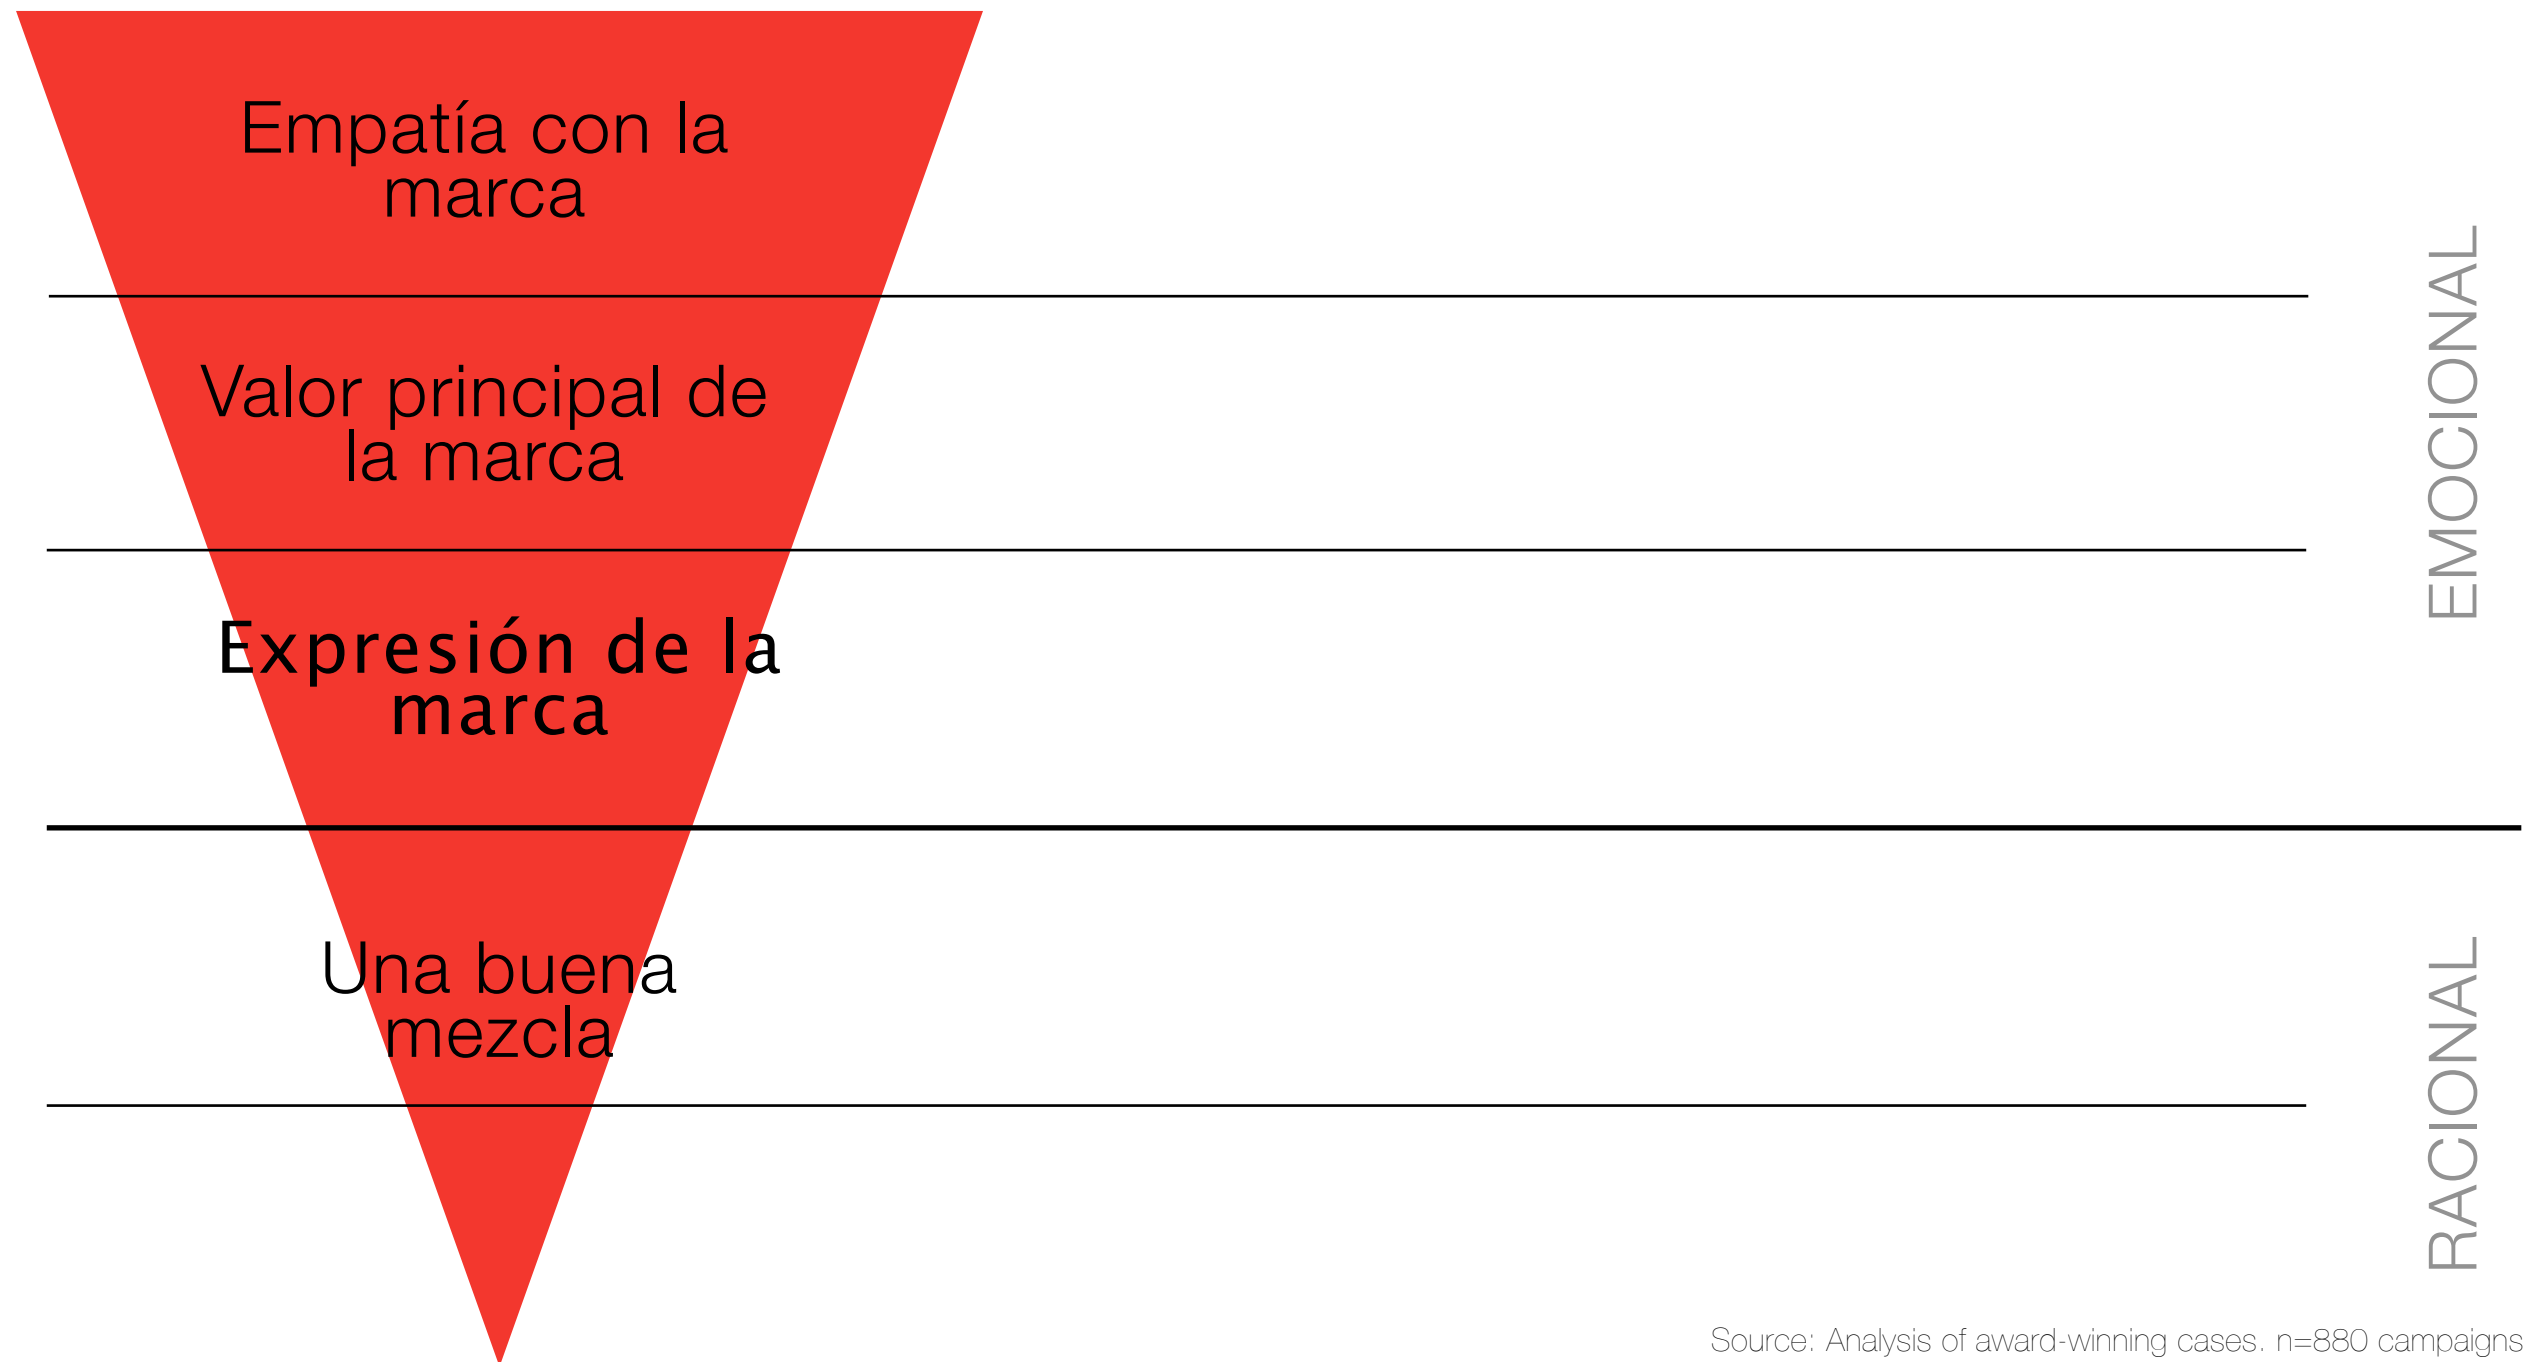 Empatía con la
marca
Valor principal de
la marca
Expresión de la
marca
Una buena
mezcla
EMOCIONAL
RACIONAL
Source: Analysis of award-winning cases. n=880 campaigns